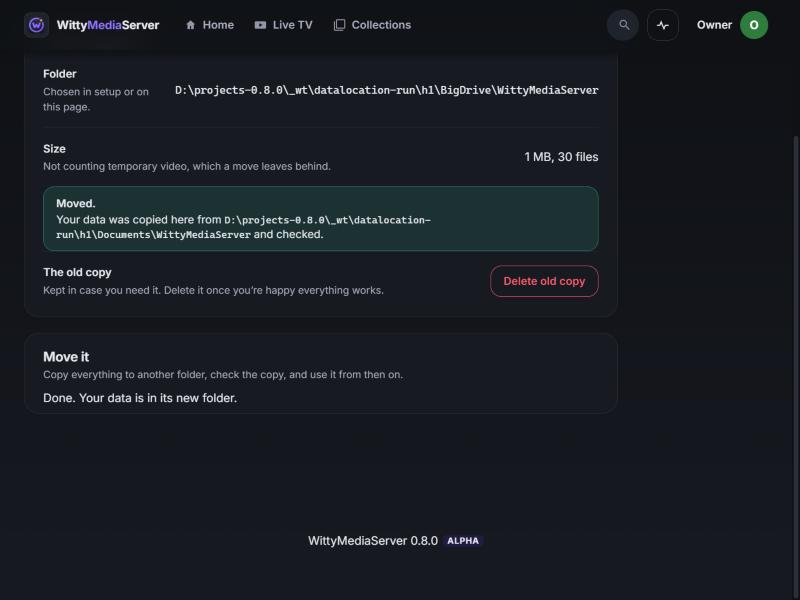 WittyMediaServer
Home
Live TV
Collections
Owner
O
Folder
Chosen in setup or on
this page.
D:\projects-0.8.0\_wt\datalocation-run\h1\BigDrive\WittyMediaServer
Size
Not counting temporary video, which a move leaves behind.
1 MB, 30 files
Moved.
Your data was copied here from D:\projects-0.8.0\_wt\datalocation-
run\h1\Documents\WittyMediaServer and checked.
The old copy
Kept in case you need it. Delete it once you’re happy everything works.
Delete old copy
Move it
Copy everything to another folder, check the copy, and use it from then on.
Done. Your data is in its new folder.
WittyMediaServer 0.8.0 ALPHA